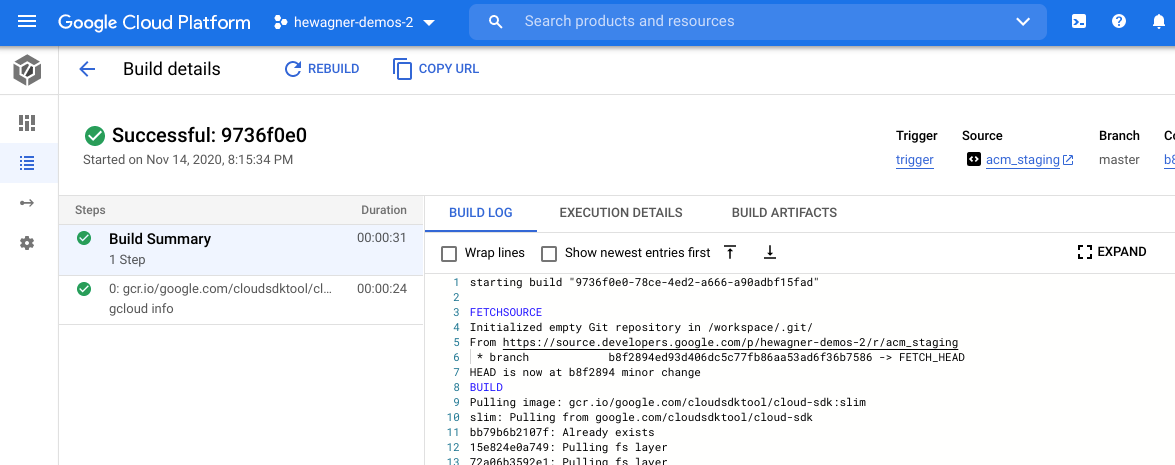 Google Cloud Platform hewagner-demos-2 Search products and resources
Build details REBUILD COPY URL
Successful: 9736f0e0
Started on Nov 14, 2020, 8:15:34 PM
Trigger Source Branch
trigger acm_staging master
Steps Duration
Build Summary 00:00:31
1 Step
0: gcr.io/google.com/cloudsdktool/cl... 00:00:24
gcloud info
BUILD LOG EXECUTION DETAILS BUILD ARTIFACTS
Wrap lines Show newest entries first EXPAND
1 starting build "9736f0e0-78ce-4ed2-a666-a90adbf15fad"
2
3 FETCHSOURCE
4 Initialized empty Git repository in /workspace/.git/
5 From https://source.developers.google.com/p/hewagner-demos-2/r/acm_staging
6 * branch b8f2894ed93d406dc5c77fb86aa53ad6f36b7586 -> FETCH_HEAD
7 HEAD is now at b8f2894 minor change
8 BUILD
9 Pulling image: gcr.io/google.com/cloudsdktool/cloud-sdk:slim
10 slim: Pulling from google.com/cloudsdktool/cloud-sdk
11 bb79b6b2107f: Already exists
12 15e824e0a749: Pulling fs layer
13 72a06b3592e1: Pulling fs layer